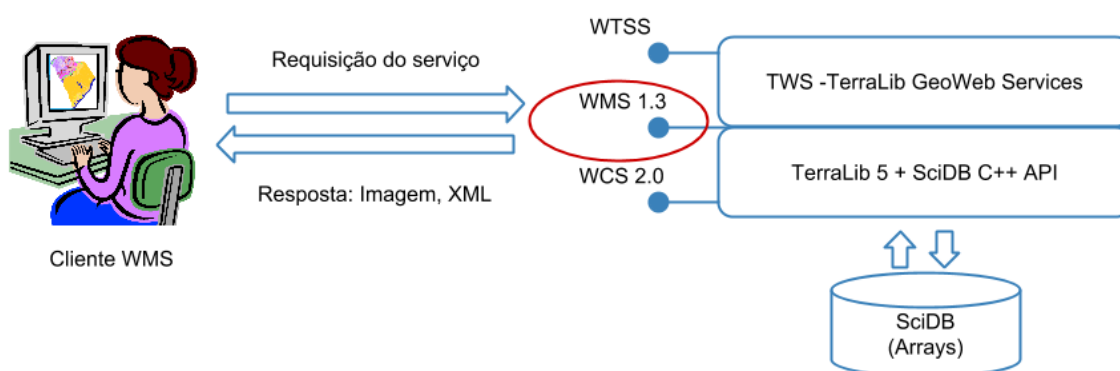 WTSS
Requisição do serviço
TWS -TerraLib GeoWeb Services
WMS 1.3
WCS 2.0
TerraLib 5 + SciDB C++ API
Resposta: Imagem, XML
Cliente WMS
SciDB
(Arrays)